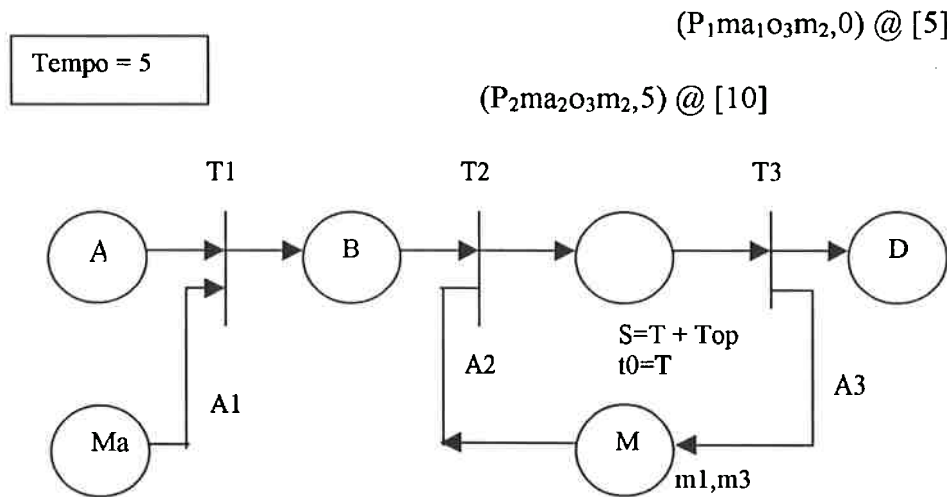 (P₁ma₁o₃m₂,0) @ [5]
Tempo = 5
(P₂ma₂o₃m₂,5) @ [10]
T1
T2
T3
A
B
D
S=T + Top
t0=T
A1
A2
A3
Ma
M
m1,m3